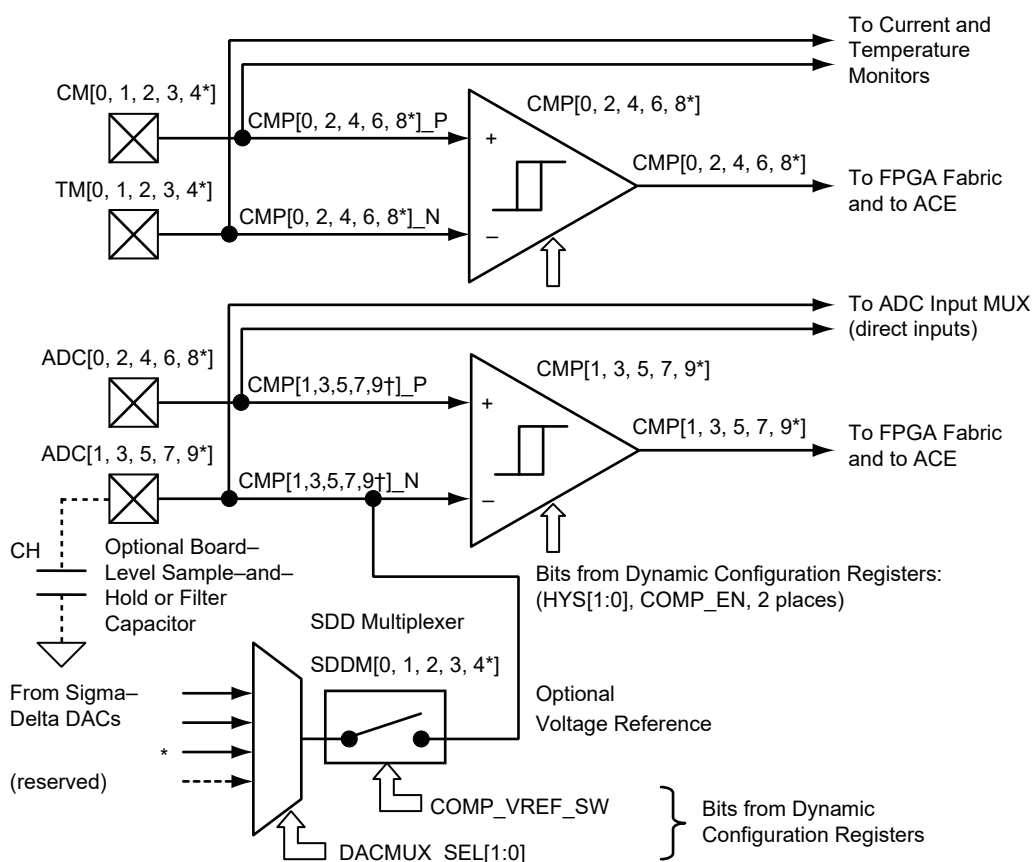 To Current and
Temperature
Monitors
CM[0, 1, 2, 3, 4*]
CMP[0, 2, 4, 6, 8*]_P
CMP[0, 2, 4, 6, 8*]
+
CMP[0, 2, 4, 6, 8*]
To FPGA Fabric
and to ACE
TM[0, 1, 2, 3, 4*]
CMP[0, 2, 4, 6, 8*]_N
–
To ADC Input MUX
(direct inputs)
ADC[0, 2, 4, 6, 8*]
CMP[1,3,5,7,9†]_P
CMP[1, 3, 5, 7, 9*]
+
CMP[1, 3, 5, 7, 9*]
To FPGA Fabric
and to ACE
ADC[1, 3, 5, 7, 9*]
CMP[1,3,5,7,9†]_N
–
CH
Optional Board–
Level Sample–and–
Hold or Filter
Capacitor
Bits from Dynamic Configuration Registers:
(HYS[1:0], COMP_EN, 2 places)
SDD Multiplexer
SDDM[0, 1, 2, 3, 4*]
From Sigma–
Delta DACs
*
(reserved)
Optional
Voltage Reference
COMP_VREF_SW
DACMUX_SEL[1:0]
Bits from Dynamic
Configuration Registers